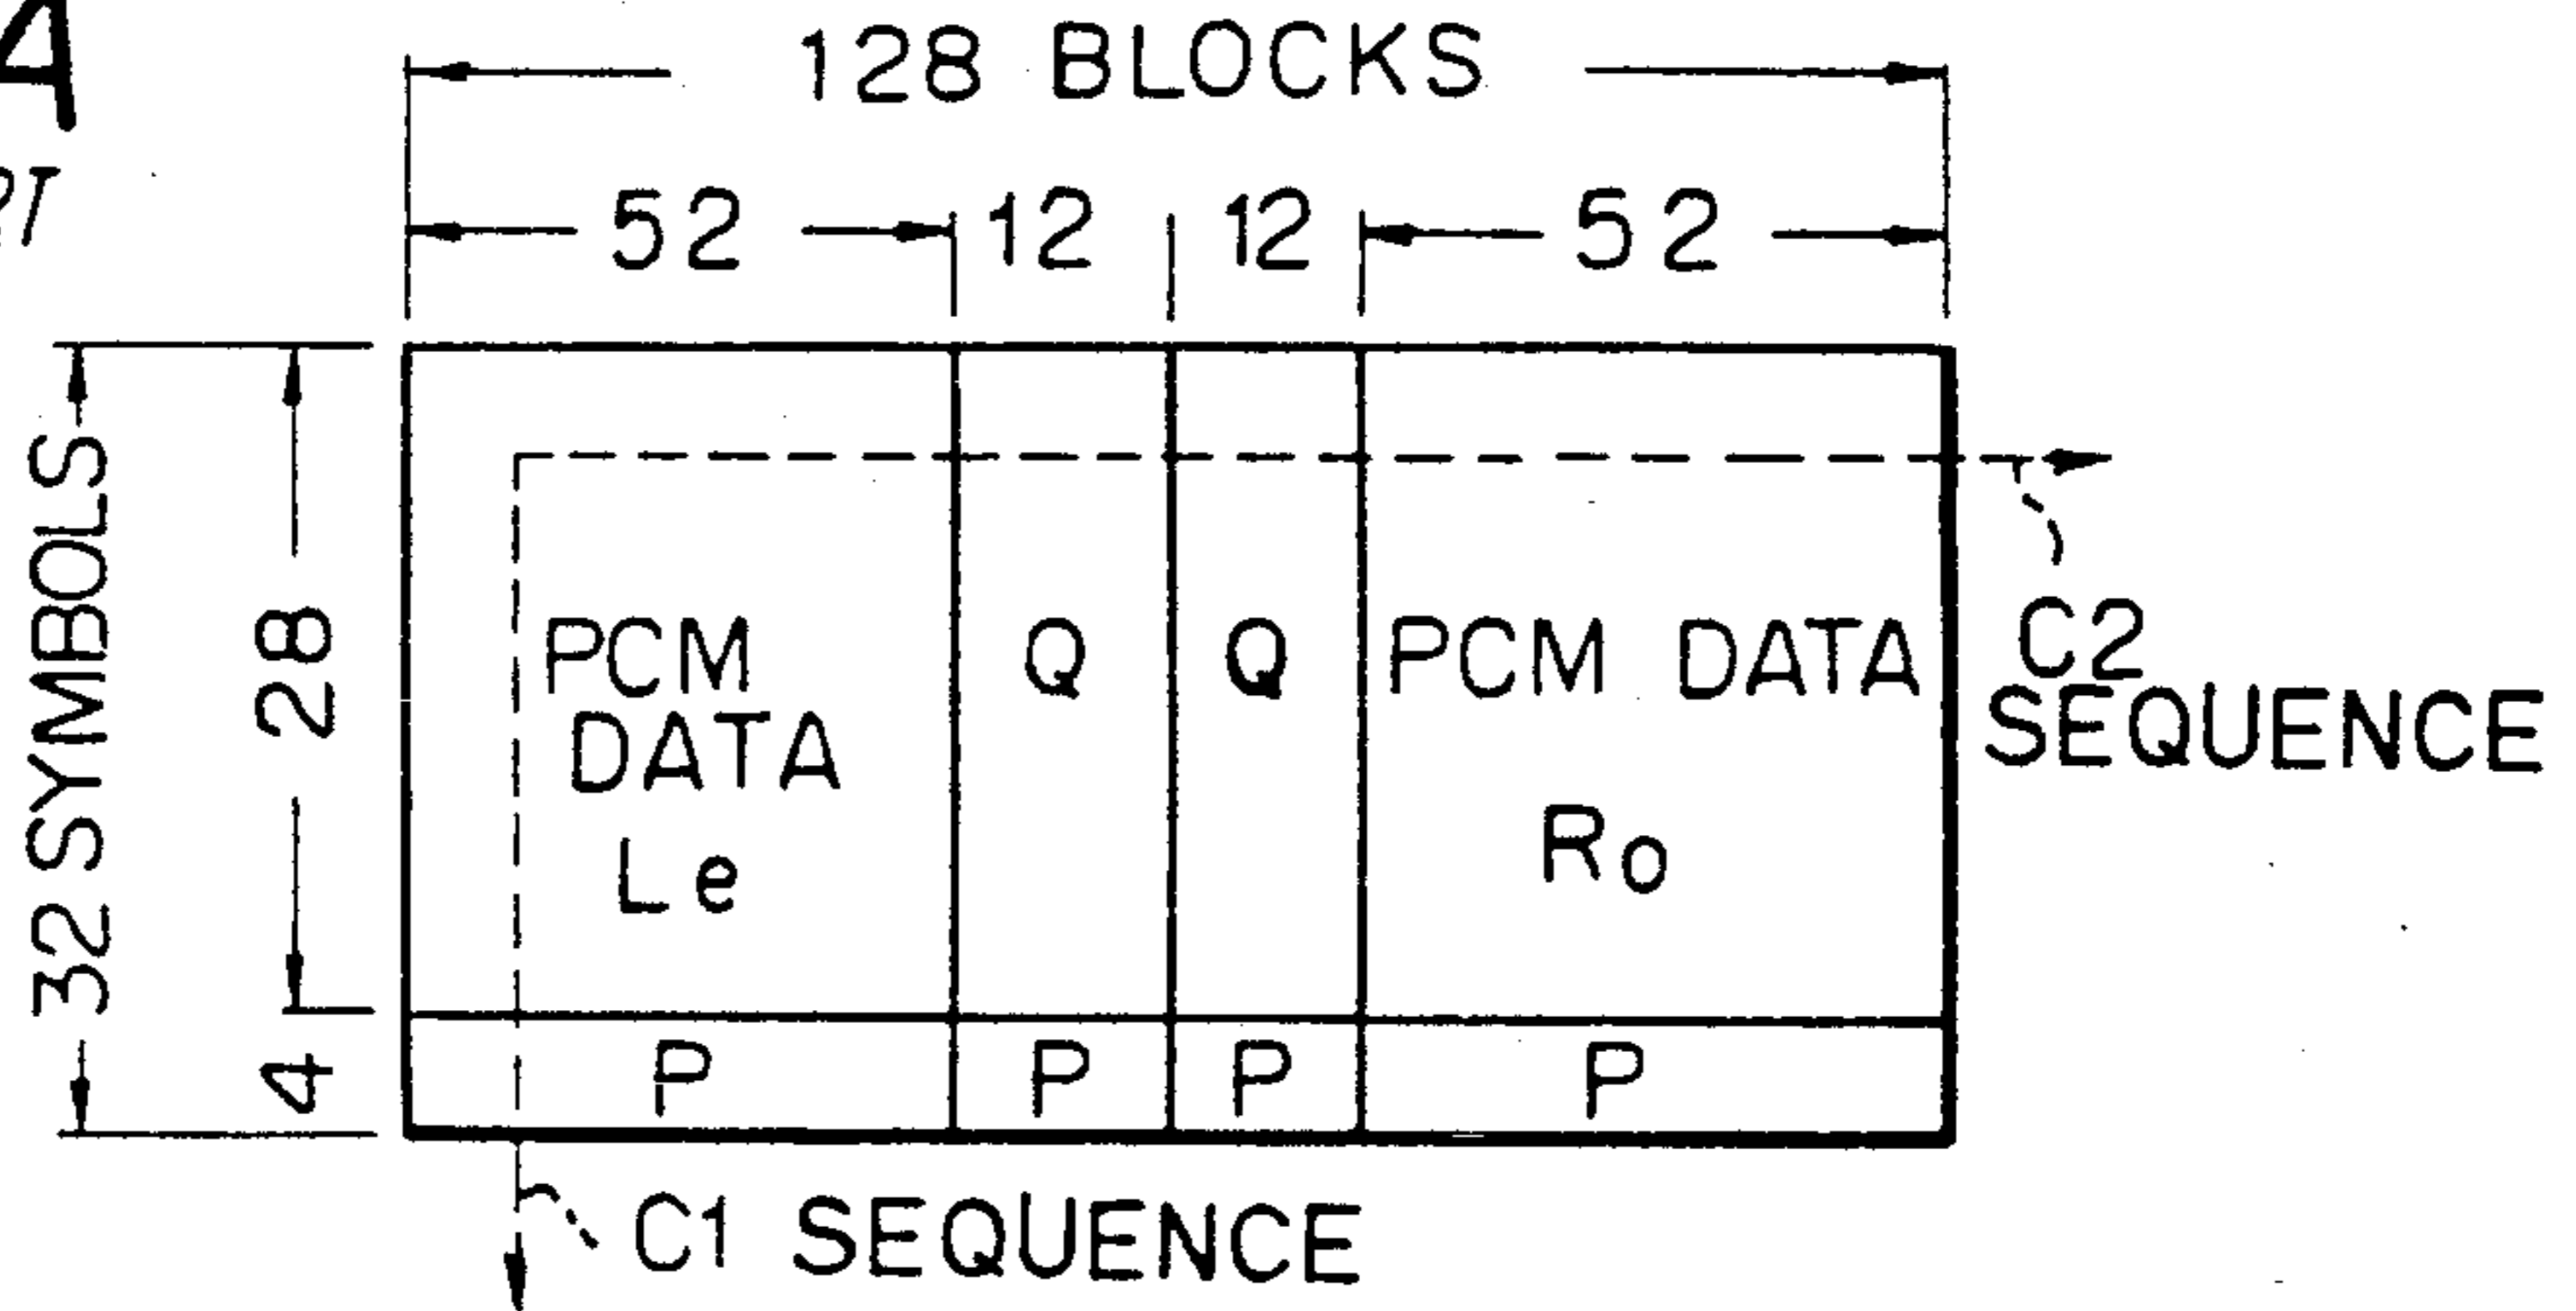 A
128 BLOCKS
52 12 12 52
32 SYMBOLS
28
4
PCM DATA Le
Q
Q
PCM DATA Ro
P P P P
C2 SEQUENCE
C1 SEQUENCE